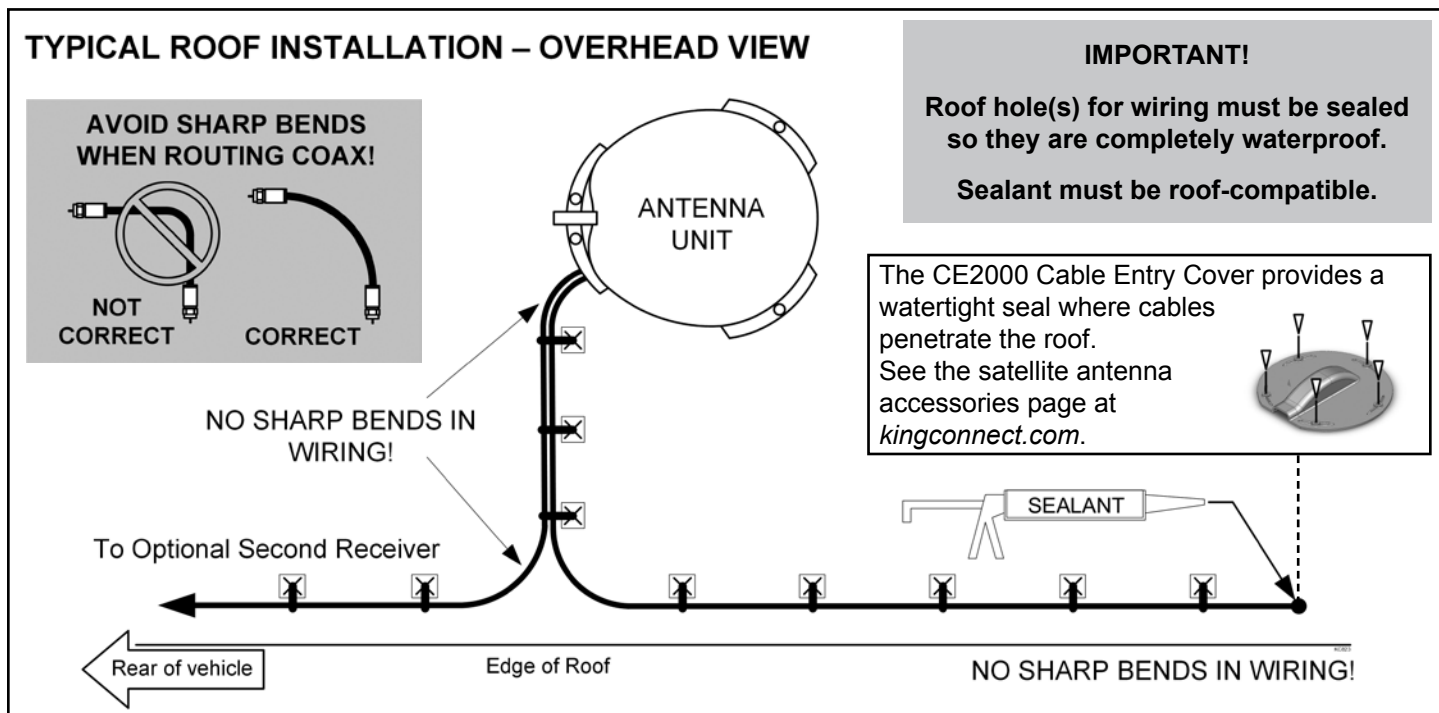 TYPICAL ROOF INSTALLATION – OVERHEAD VIEW
AVOID SHARP BENDS
WHEN ROUTING COAX!
NOT
CORRECT
CORRECT
ANTENNA
UNIT
IMPORTANT!
Roof hole(s) for wiring must be sealed
so they are completely waterproof.
Sealant must be roof-compatible.
The CE2000 Cable Entry Cover provides a
watertight seal where cables
penetrate the roof.
See the satellite antenna
accessories page at
kingconnect.com.
NO SHARP BENDS IN
WIRING!
SEALANT
To Optional Second Receiver
Rear of vehicle
Edge of Roof
NO SHARP BENDS IN WIRING!